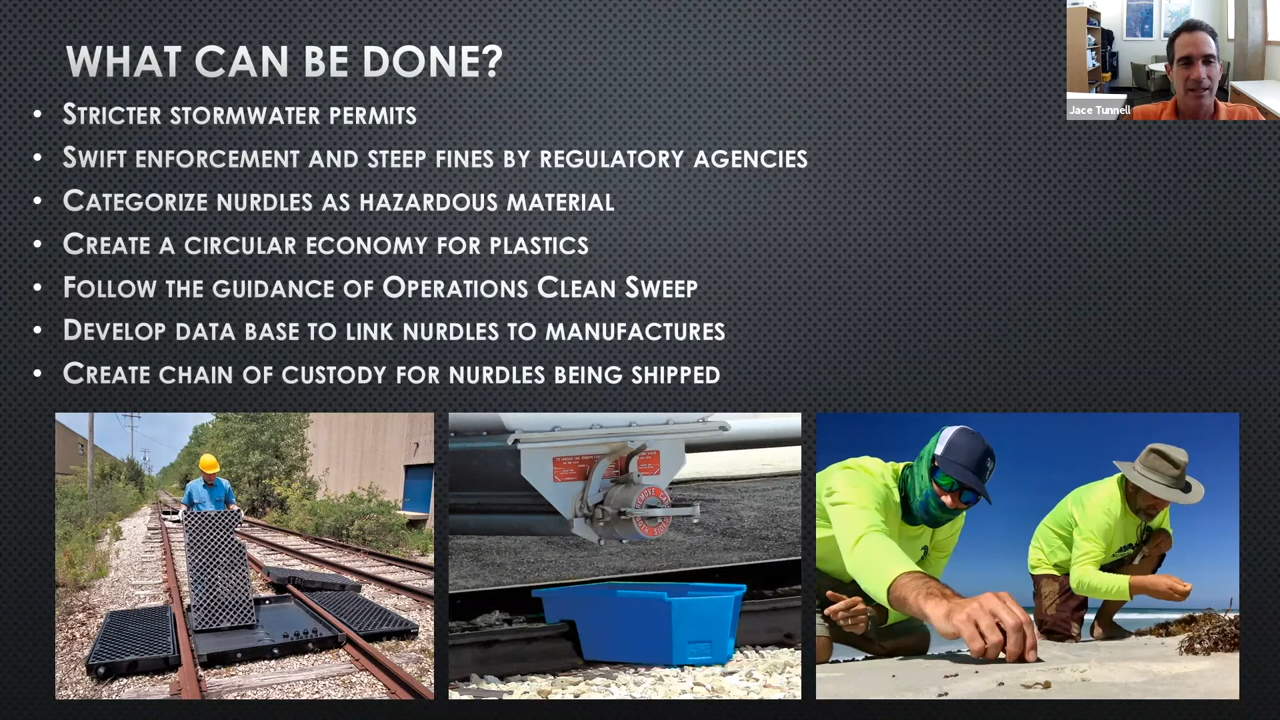 WHAT CAN BE DONE?
Jace Tunnell
• STRICTER STORMWATER PERMITS
• SWIFT ENFORCEMENT AND STEEP FINES BY REGULATORY AGENCIES
• CATEGORIZE NURDLES AS HAZARDOUS MATERIAL
• CREATE A CIRCULAR ECONOMY FOR PLASTICS
• FOLLOW THE GUIDANCE OF OPERATIONS CLEAN SWEEP
• DEVELOP DATA BASE TO LINK NURDLES TO MANUFACTURES
• CREATE CHAIN OF CUSTODY FOR NURDLES BEING SHIPPED